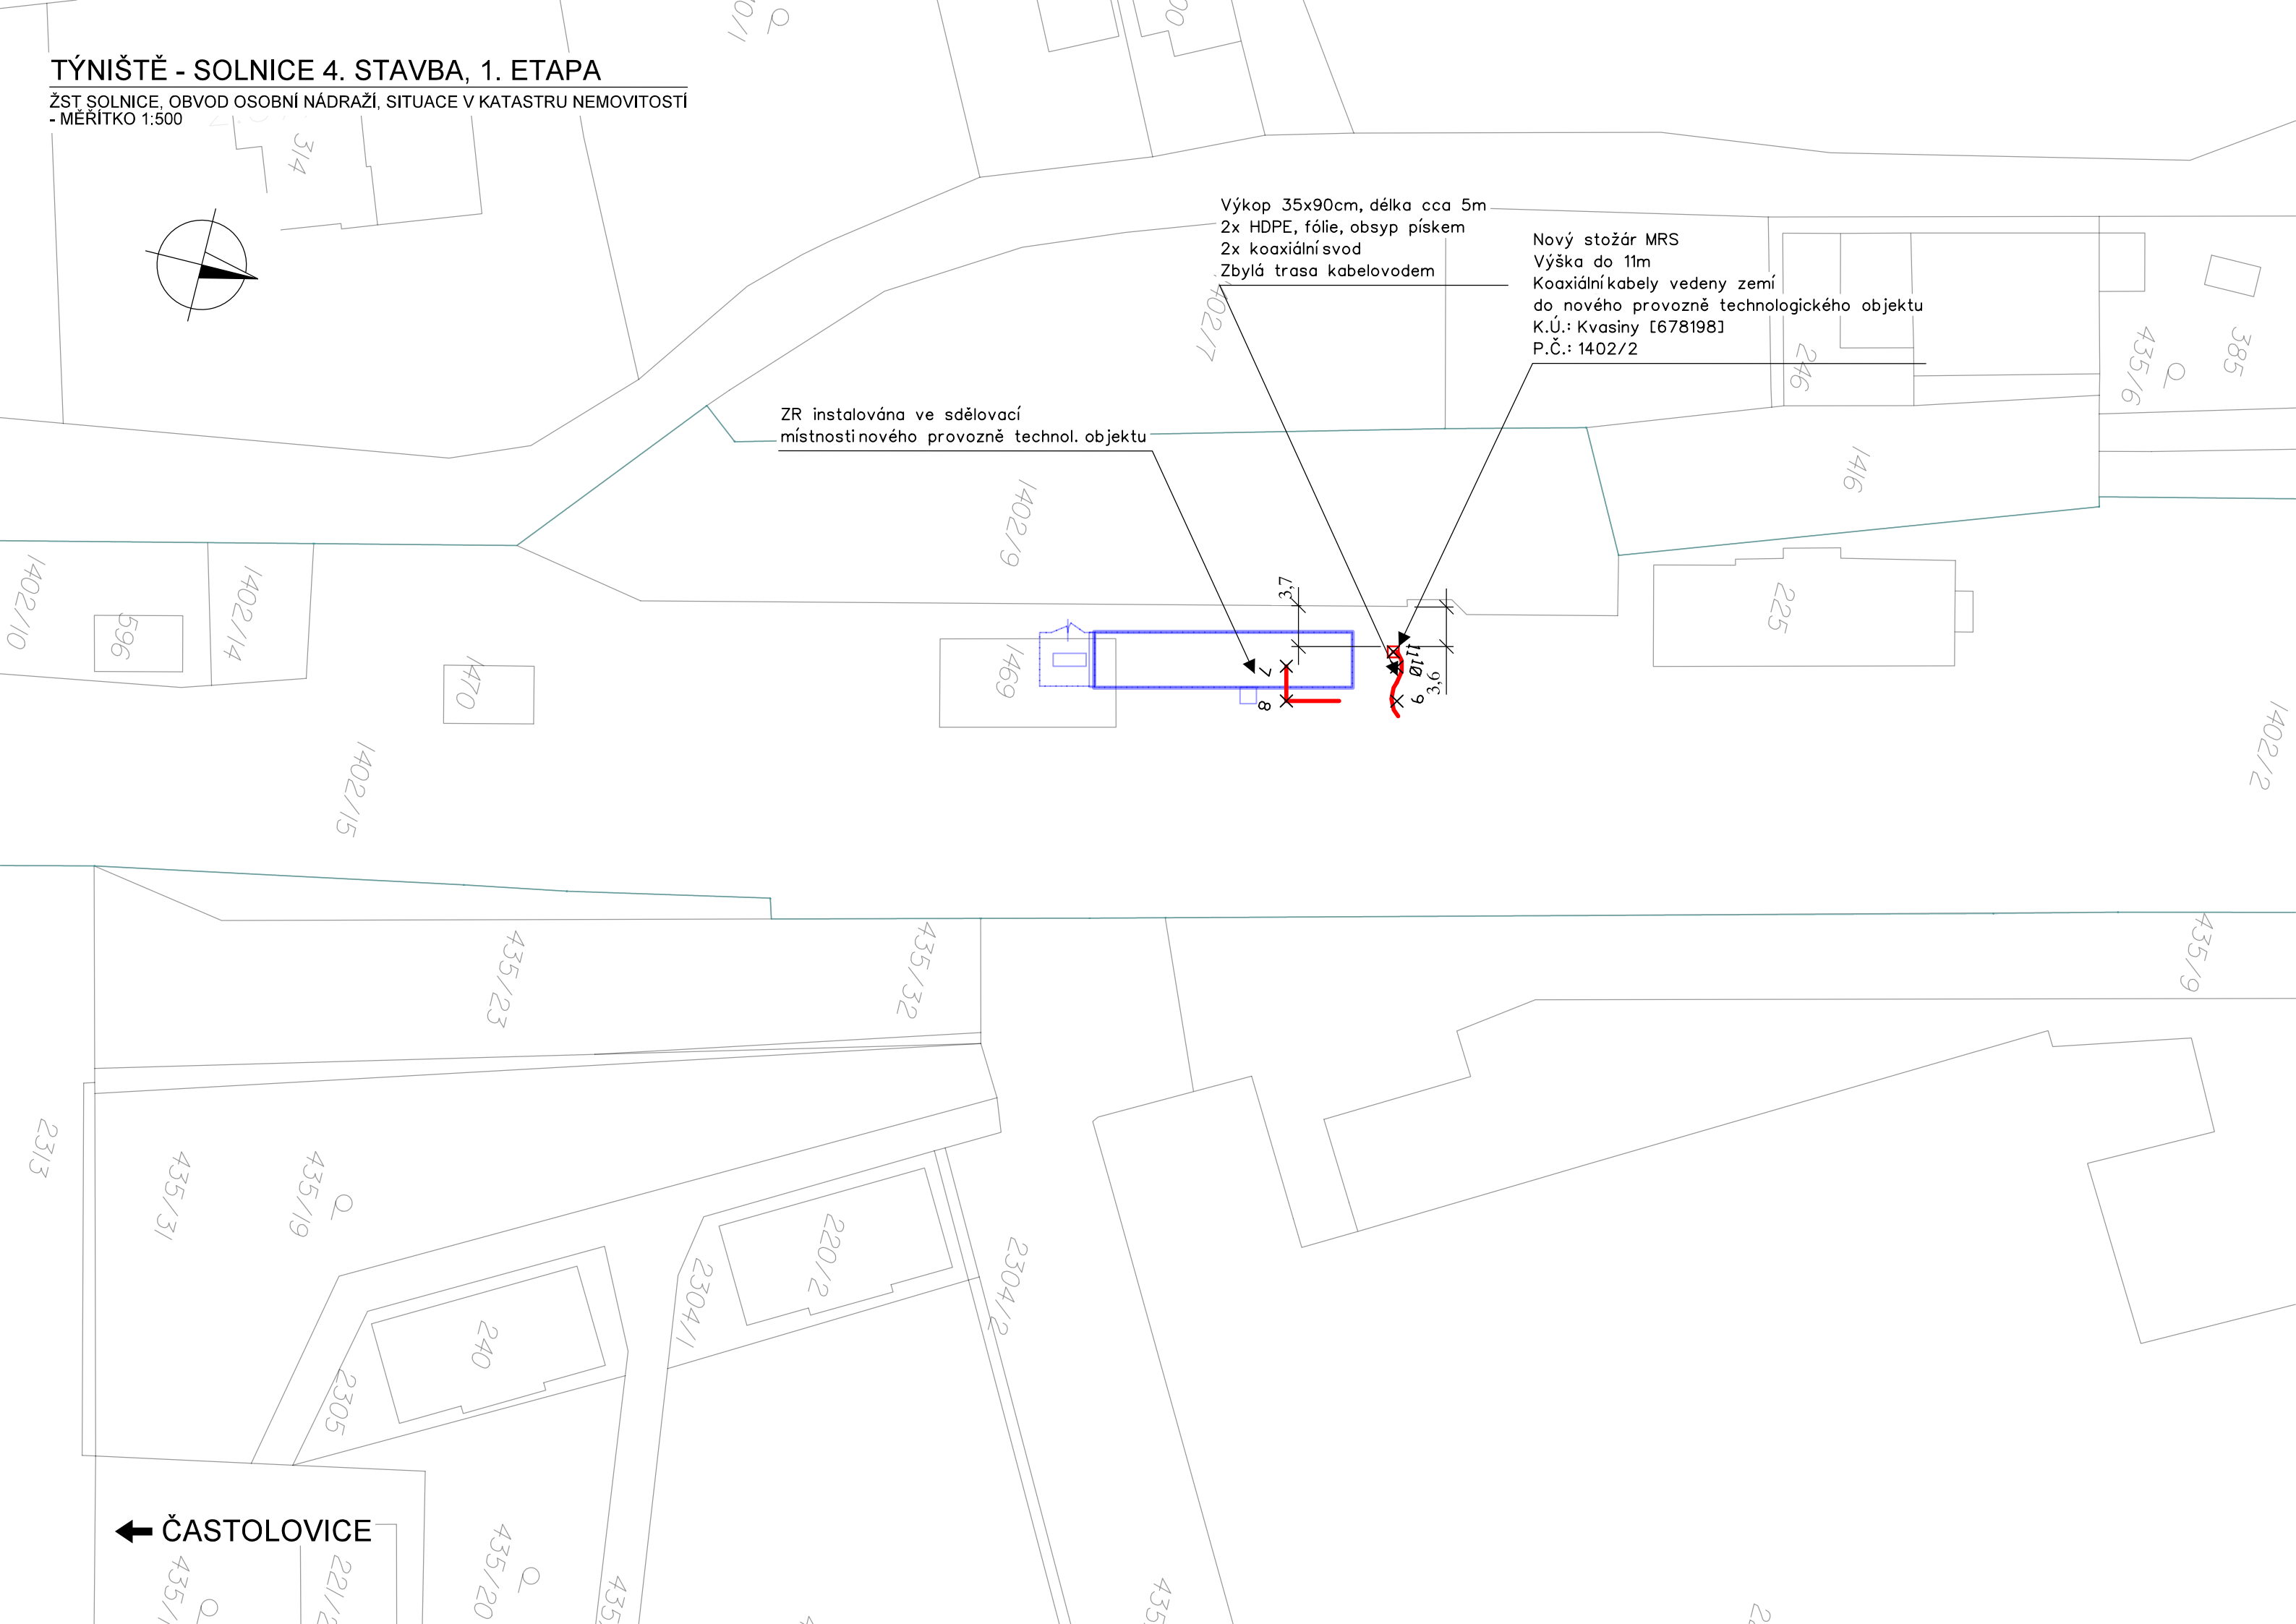 TÝNIŠTĚ - SOLNICE 4. STAVBA, 1. ETAPA
ŽST SOLNICE, OBVOD OSOBNÍ NÁDRAŽÍ, SITUACE V KATASTRU NEMOVITOSTÍ
- MĚŘÍTKO 1:500
314
Výkop 35x90cm, délka cca 5m
2x HDPE, fólie, obsyp pískem
2x koaxiální svod
Zbylá trasa kabelovodem
Nový stožár MRS
Výška do 11m
Koaxiální kabely vedeny zemí
do nového provozně technologického objektu
K.Ú.: Kvasiny [678198]
P.Č.: 1402/2
ZR instalována ve sdělovací
místnosti nového provozně technol. objektu
1402/7
246
435/6
385
1416
1402/9
1402/10
596
1402/14
1470
1469
225
3,7
3,6
7
8
9
10
11
1402/15
1402/2
435/23
435/32
435/9
2313
435/31
435/19
220/2
2304/1
2304/2
240
2305
ČASTOLOVICE
435/20